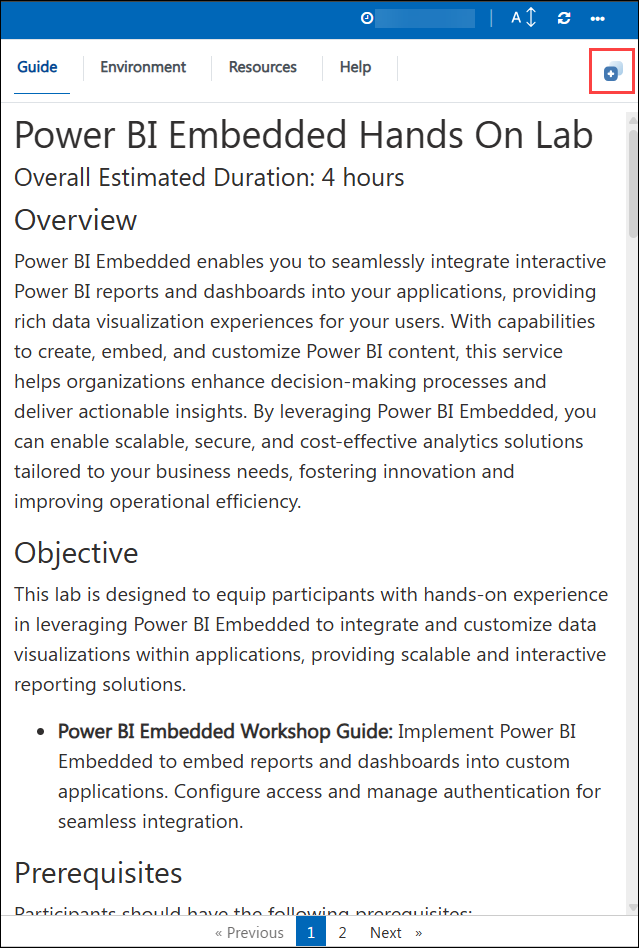 A
Guide Environment Resources Help
Power BI Embedded Hands On Lab
Overall Estimated Duration: 4 hours
Overview
Power BI Embedded enables you to seamlessly integrate interactive
Power BI reports and dashboards into your applications, providing
rich data visualization experiences for your users. With capabilities
to create, embed, and customize Power BI content, this service
helps organizations enhance decision-making processes and
deliver actionable insights. By leveraging Power BI Embedded, you
can enable scalable, secure, and cost-effective analytics solutions
tailored to your business needs, fostering innovation and
improving operational efficiency.
Objective
This lab is designed to equip participants with hands-on experience
in leveraging Power BI Embedded to integrate and customize data
visualizations within applications, providing scalable and interactive
reporting solutions.
• Power BI Embedded Workshop Guide: Implement Power BI
Embedded to embed reports and dashboards into custom
applications. Configure access and manage authentication for
seamless integration.
Prerequisites
Participants should have the following prerequisites:
« Previous 1 2 Next »